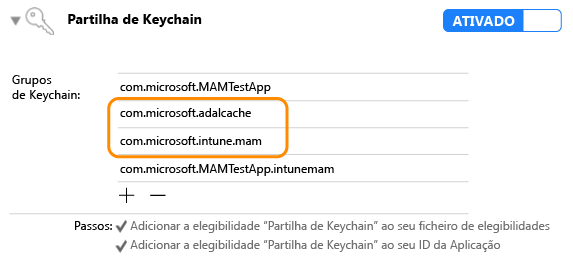 Partilha de Keychain
ATIVADO
Grupos
de Keychain:
com.microsoft.MAMTestApp
com.microsoft.adalcache
com.microsoft.intune.mam
com.microsoft.MAMTestApp.intunemam
Passos: ✓ Adicionar a elegibilidade “Partilha de Keychain” ao seu ficheiro de elegibilidades
✓ Adicionar a elegibilidade “Partilha de Keychain” ao seu ID da Aplicação